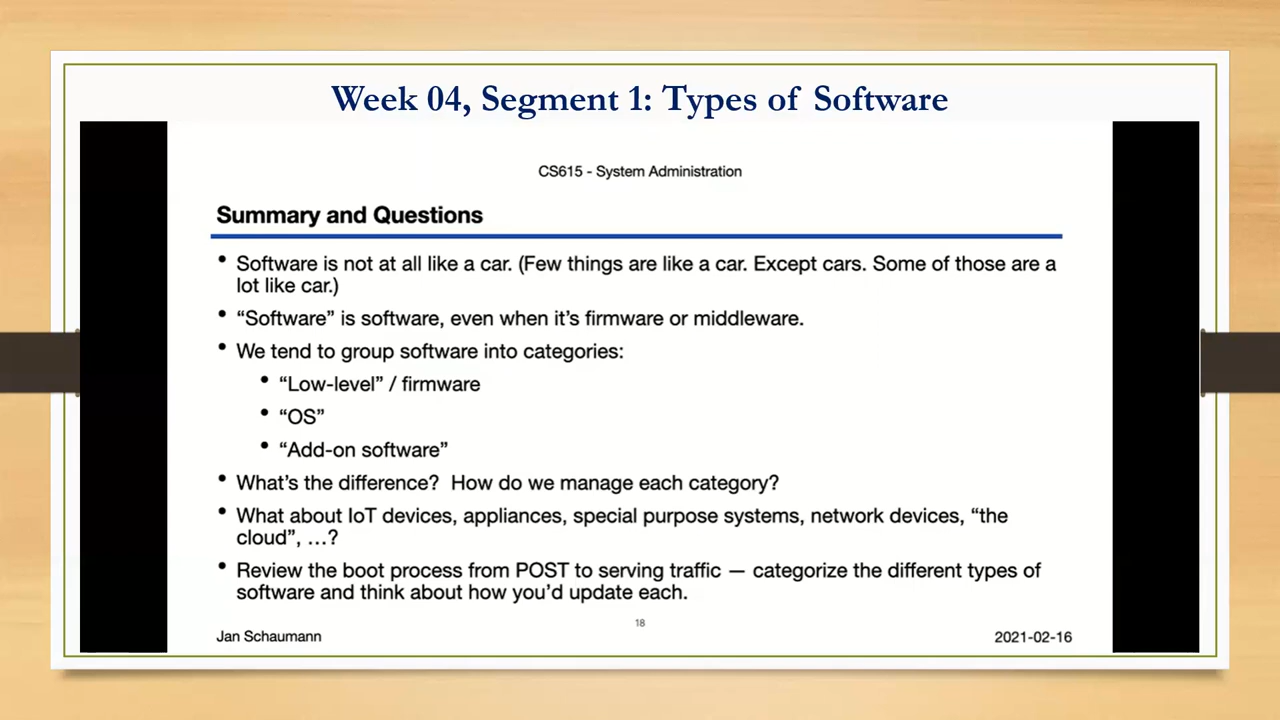 Week 04, Segment 1: Types of Software
CS615 - System Administration
Summary and Questions
• Software is not at all like a car. (Few things are like a car. Except cars. Some of those are a
lot like car.)
• “Software” is software, even when it’s firmware or middleware.
• We tend to group software into categories:
• “Low-level” / firmware
• “OS”
• “Add-on software”
• What’s the difference? How do we manage each category?
• What about IoT devices, appliances, special purpose systems, network devices, “the
cloud”, …?
• Review the boot process from POST to serving traffic — categorize the different types of
software and think about how you’d update each.
18
Jan Schaumann
2021-02-16